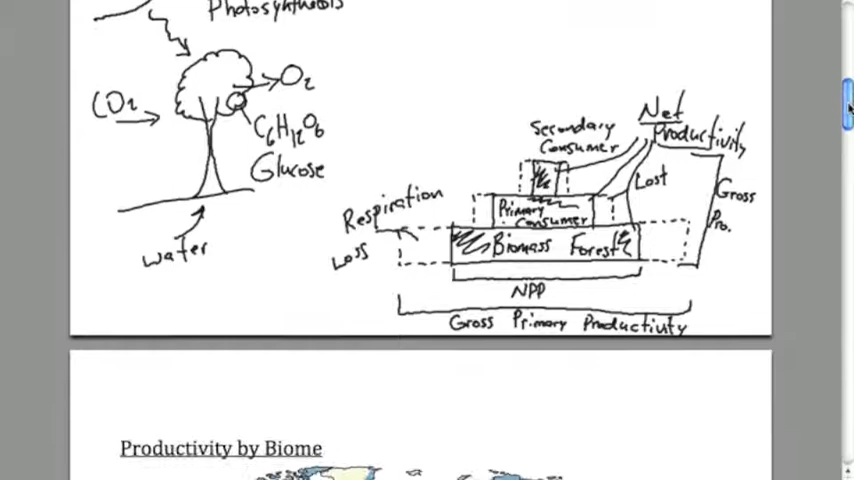 Photosynthesis
CO2
O2
C6H12O6
Glucose
water
Secondary
Consumer
Net
Productivity
Lost
Gross
Pro.
Primary
Consumer
Respiration
Loss
Biomass Forest
NPP
Gross Primary Productivity
Productivity by Biome